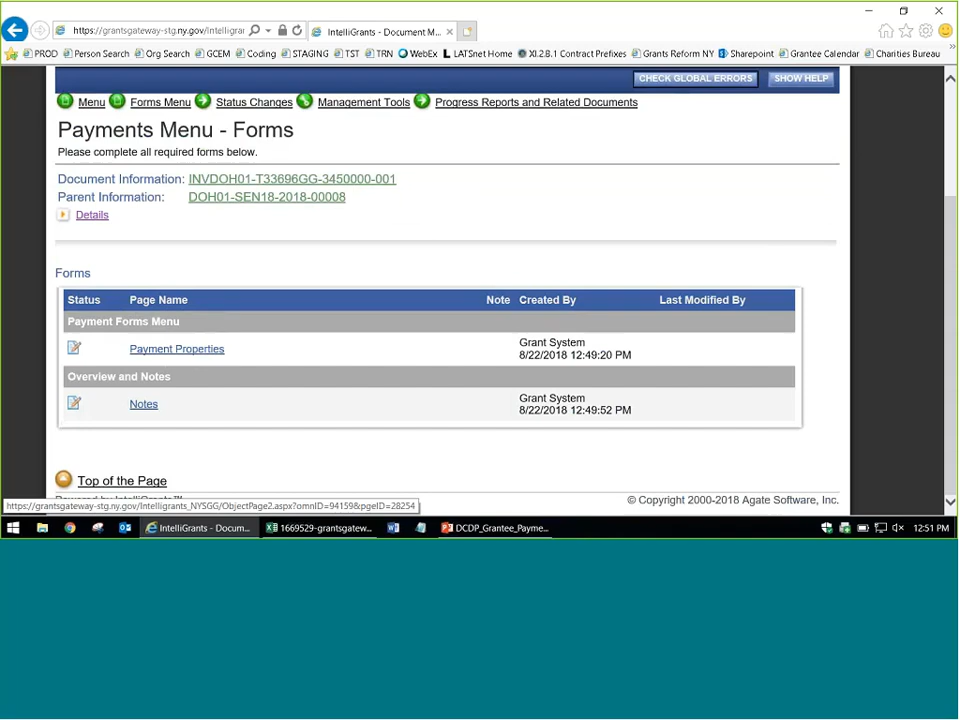 https://grantsgateway-stg.ny.gov/Intelligrar
IntelliGrants - Document M...
PROD Person Search Org Search GCEM Coding STAGING TST TRN WebEx LATSnet Home XI.2.8.1 Contract Prefixes Grants Reform NY Sharepoint Grantee Calendar Charities Bureau
CHECK GLOBAL ERRORS SHOW HELP
Menu Forms Menu Status Changes Management Tools Progress Reports and Related Documents
Payments Menu - Forms
Please complete all required forms below.
Document Information: INVDOH01-T33696GG-3450000-001
Parent Information: DOH01-SEN18-2018-00008
Details
Forms
Status Page Name Note Created By Last Modified By
Payment Forms Menu
Payment Properties Grant System
8/22/2018 12:49:20 PM
Overview and Notes
Notes Grant System
8/22/2018 12:49:52 PM
Top of the Page
Powered by IntelliGrants™
© Copyright 2000-2018 Agate Software, Inc.
https://grantsgateway-stg.ny.gov/Intelligrants_NYSGG/ObjectPage2.aspx?omnID=94159&pgeID=28254
IntelliGrants - Docum... 1669529-grantsgatew... DCDP_Grantee_Payme... 12:51 PM